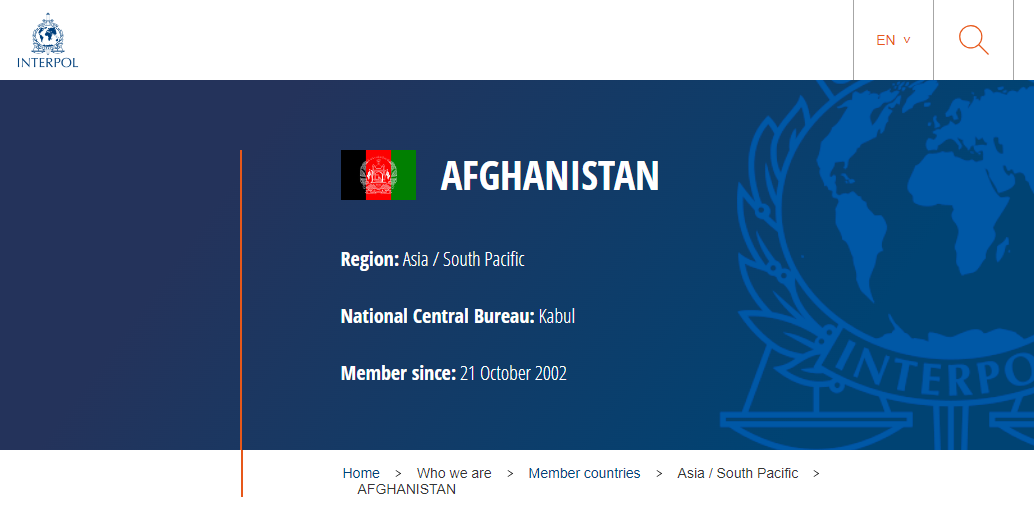 INTERPOL
EN
AFGHANISTAN
Region: Asia / South Pacific
National Central Bureau: Kabul
Member since: 21 October 2002
INTERPO
Home > Who we are > Member countries > Asia / South Pacific >
AFGHANISTAN